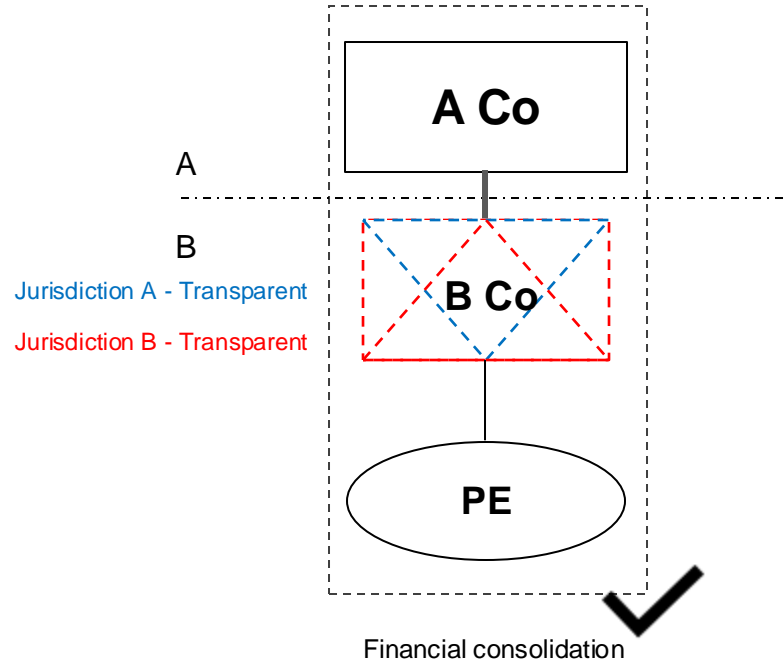 A Co
A
B
Jurisdiction A - Transparent
B Co
Jurisdiction B - Transparent
PE
Financial consolidation